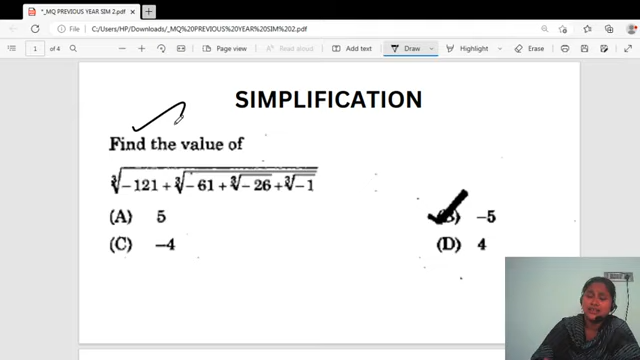 _MQ PREVIOUS YEAR SIM 2.pdf
C:/Users/HP/Downloads/_MQ%20PREVIOUS%20YEAR%20SIM%202.pdf
1 of 4 Page view Read aloud Add text Draw Highlight Erase
SIMPLIFICATION
Find the value of
∛-121 + ∛-61 + ∛-26 + ∛-1
(A) 5 (B) -5
(C) -4 (D) 4